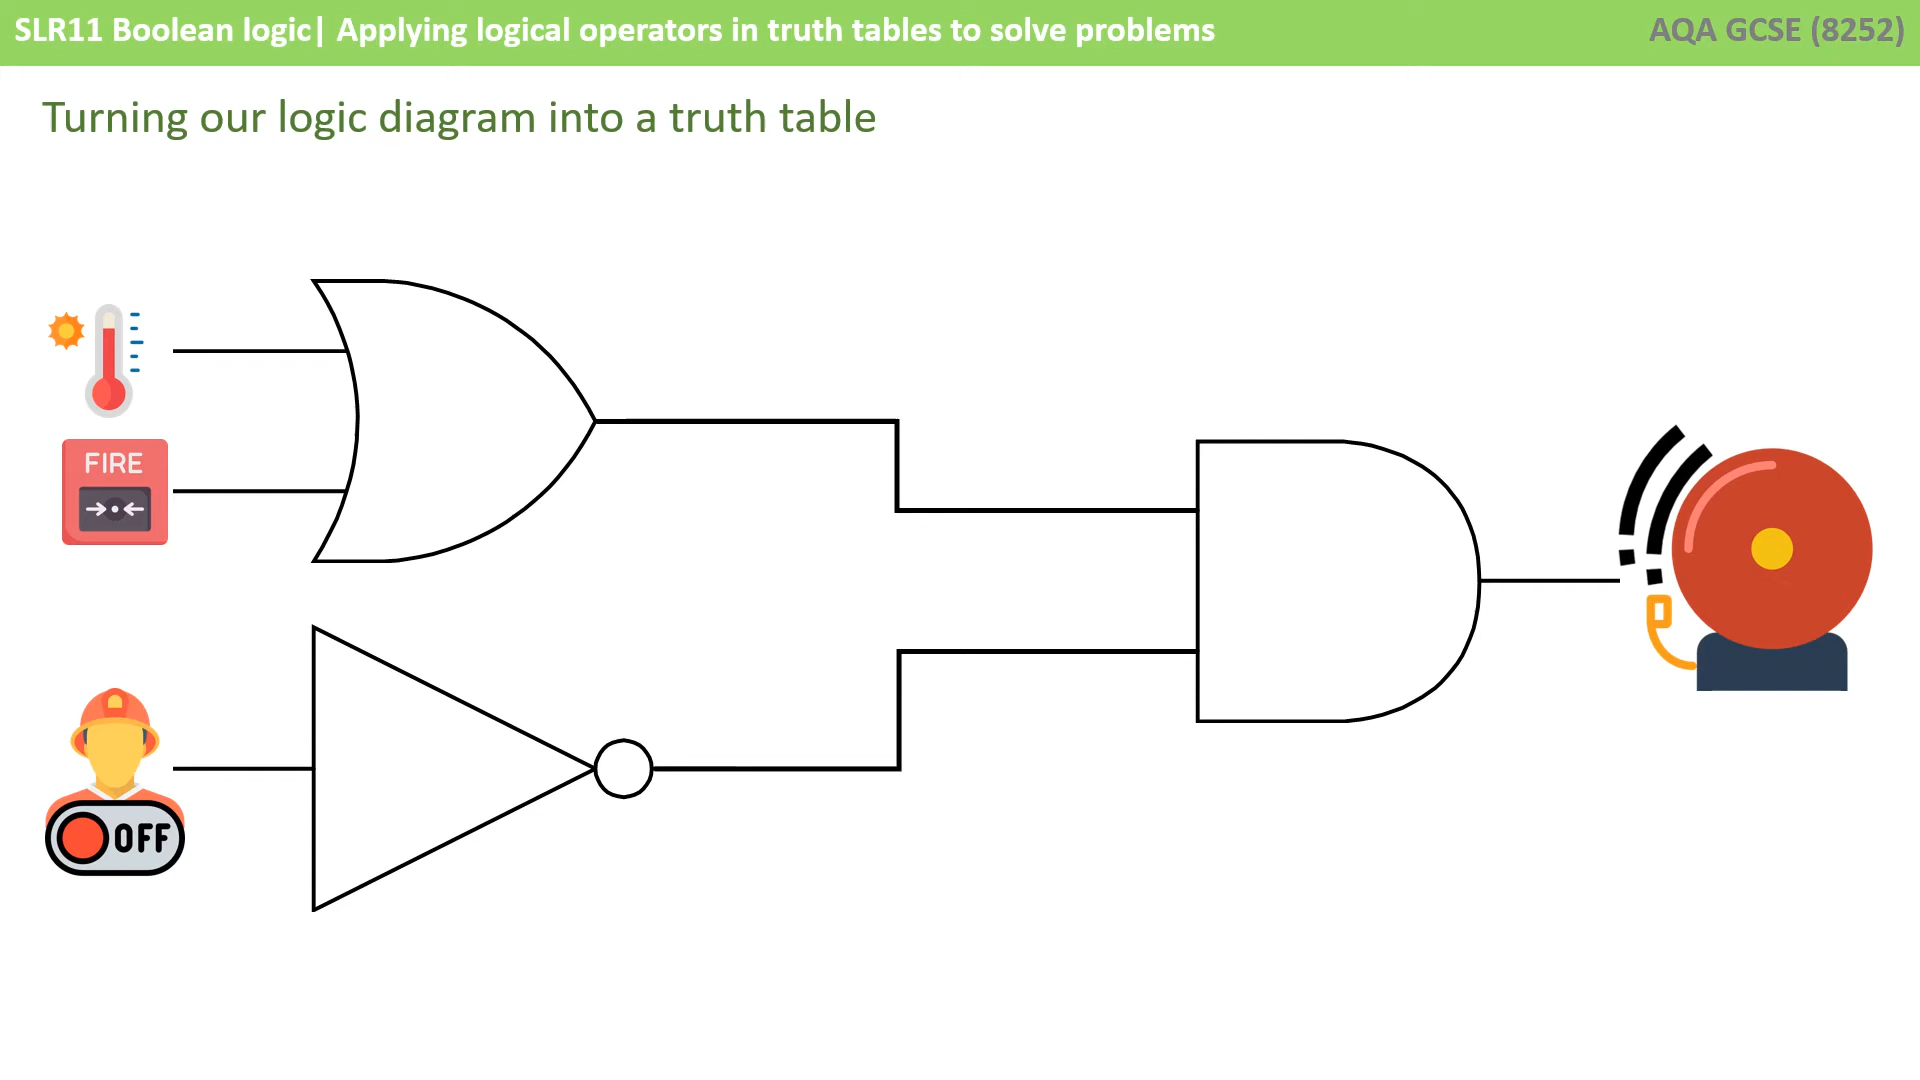 SLR11 Boolean logic| Applying logical operators in truth tables to solve problems
AQA GCSE (8252)
Turning our logic diagram into a truth table
FIRE
OFF